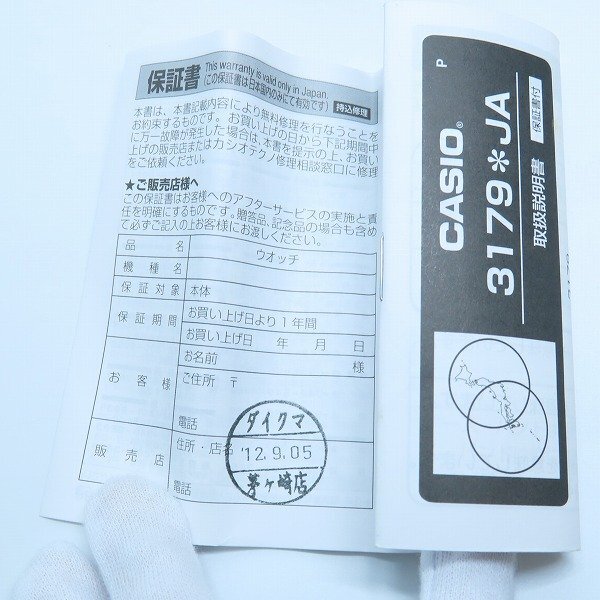 保証書
This warranty is valid only in Japan.
(この保証書は日本国内のみにて有効です)
持込修理
本書は、本書記載内容により無料修理を行なうことを
お約束するものです。お買い上げの日から下記期間中
に万一故障が発生した場合は、本書を提示の上、お買い
上げの販売店またはカシオテクノ修理相談窓口に修理
をご依頼ください。
★ご販売店様へ
この保証書はお客様へのアフターサービスの実施と責
任を明確にするものです。贈答品、記念品の場合も含め
て必ずご記入の上お客様にお渡しください。
品名 ウオッチ
機種名
保証対象 本体
保証期間 お買い上げ日より1年間
お買い上げ日 年 月 日
お客様 お名前 様
ご住所 〒
電話
販売店 住所・店名
電話
ダイクマ
'12.9.05
茅ヶ崎店
P
CASIO®
3179＊JA
取扱説明書 保証書付